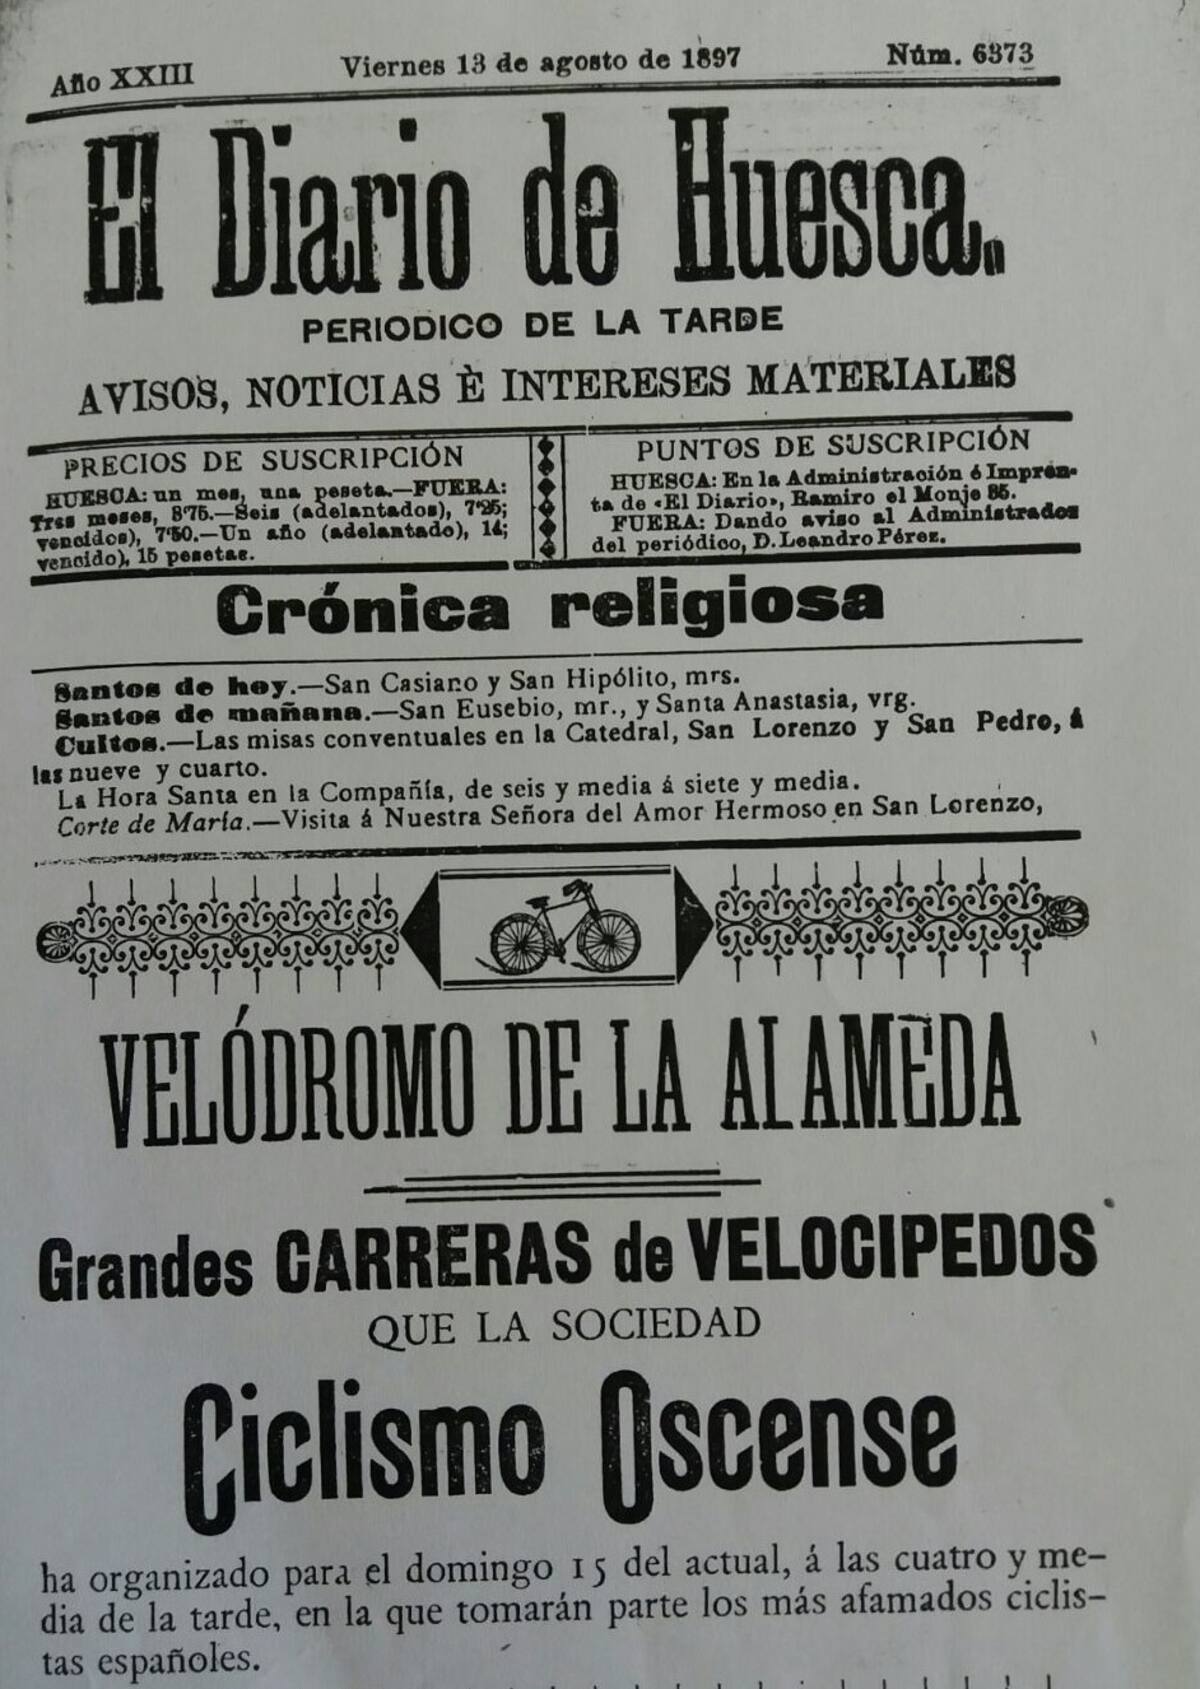 Año XXIII Viernes 13 de agosto de 1897 Núm. 6373
El Diario de Huesca.
PERIODICO DE LA TARDE
AVISOS, NOTICIAS È INTERESES MATERIALES
PRECIOS DE SUSCRIPCIÓN
HUESCA: un mes, una peseta.—FUERA:
Tres meses, 3'75.—Seis (adelantados), 7'25;
vencidos), 7'50.—Un año (adelantado), 14;
vencido), 15 pesetas.
PUNTOS DE SUSCRIPCIÓN
HUESCA: En la Administración é Impren-
ta de «El Diario», Ramiro el Monje 35.
FUERA: Dando aviso al Administrador
del periódico, D. Leandro Pérez.
Crónica religiosa
Santos de hoy.—San Casiano y San Hipólito, mrs.
Santos de mañana.—San Eusebio, mr., y Santa Anastasia, vrg.
Cultos.—Las misas conventuales en la Catedral, San Lorenzo y San Pedro, á
las nueve y cuarto.
La Hora Santa en la Compañía, de seis y media á siete y media.
Corte de María.—Visita á Nuestra Señora del Amor Hermoso en San Lorenzo,
VELÓDROMO DE LA ALAMEDA
Grandes CARRERAS de VELOCIPEDOS
QUE LA SOCIEDAD
Ciclismo Oscense
ha organizado para el domingo 15 del actual, á las cuatro y me-
dia de la tarde, en la que tomarán parte los más afamados ciclis-
tas españoles.